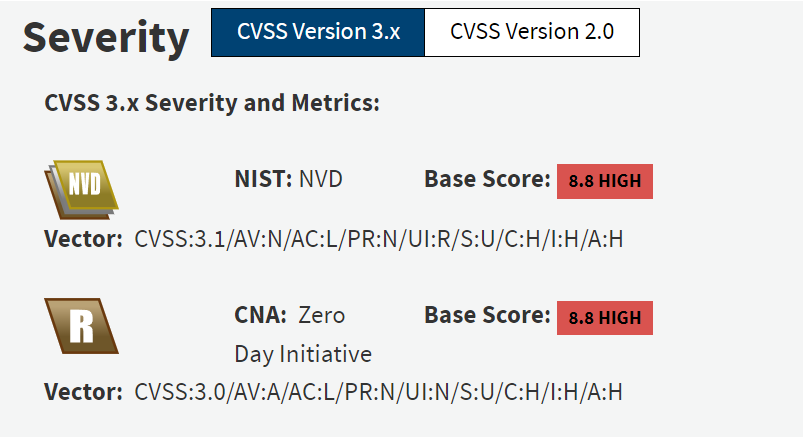 Severity CVSS Version 3.x CVSS Version 2.0
CVSS 3.x Severity and Metrics:
NVD NIST: NVD Base Score: 8.8 HIGH
Vector: CVSS:3.1/AV:N/AC:L/PR:N/UI:R/S:U/C:H/I:H/A:H
R CNA: Zero Base Score: 8.8 HIGH
Day Initiative
Vector: CVSS:3.0/AV:A/AC:L/PR:N/UI:N/S:U/C:H/I:H/A:H